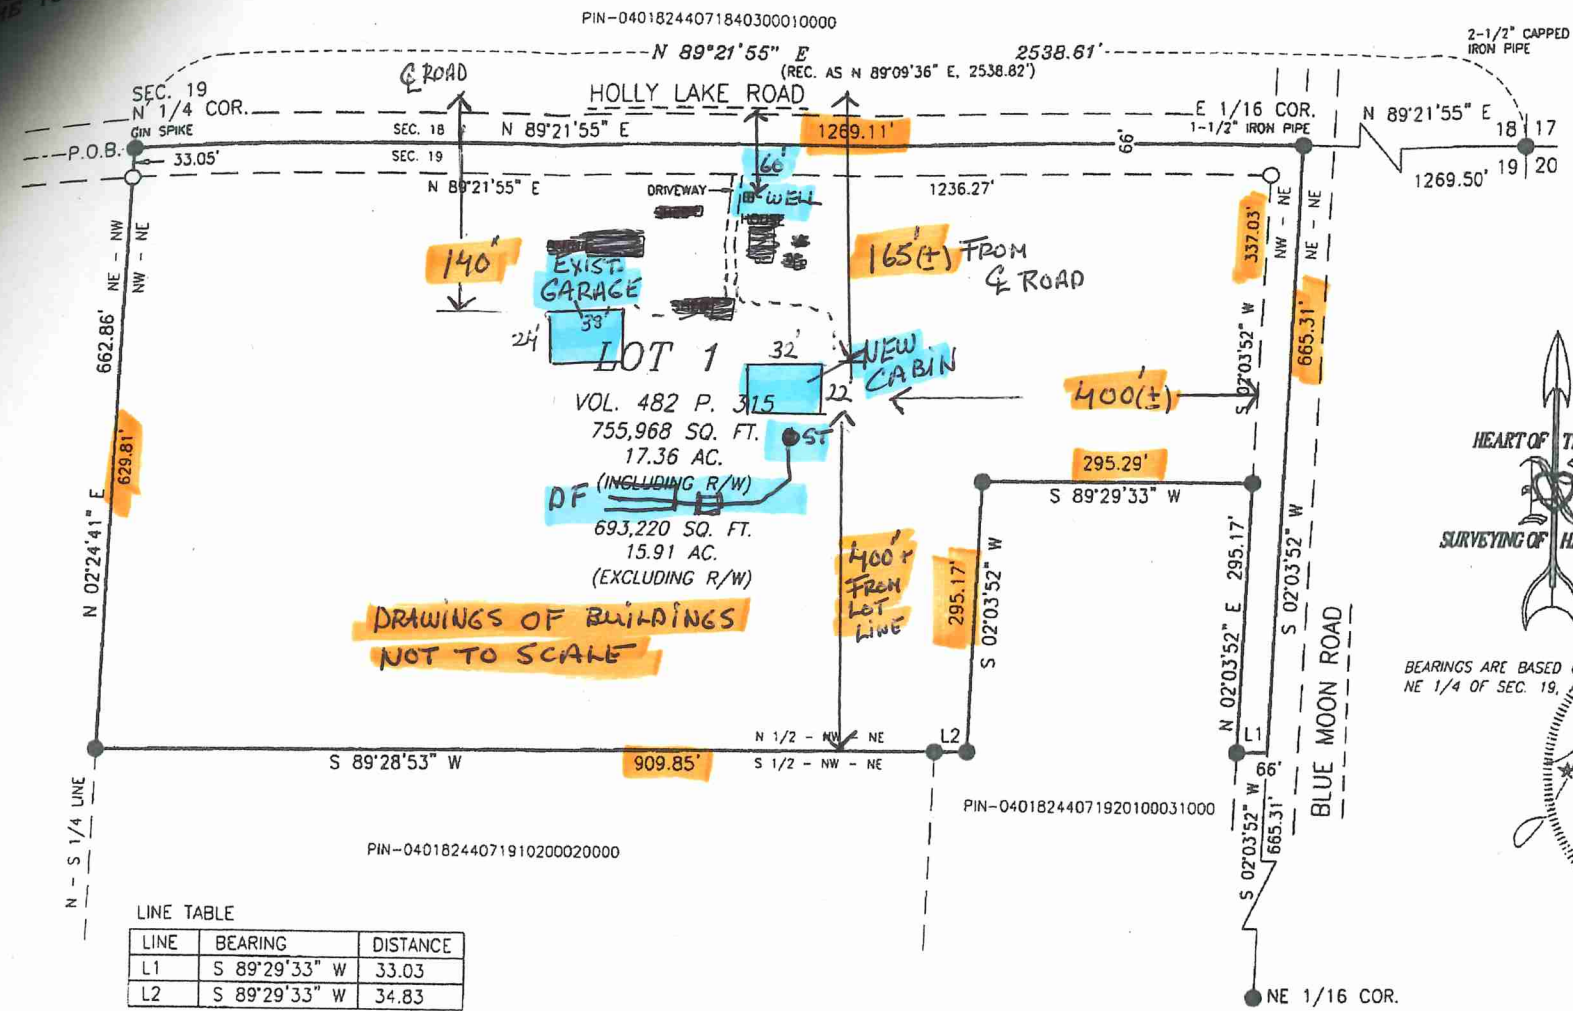 PIN-040182440718403000010000
N 89°21'55" E 2538.61'
(REC. AS N 89°09'36" E, 2538.82')
2-1/2" CAPPED
IRON PIPE
SEC. 19
N 1/4 COR.
GIN SPIKE
P.O.B.
33.05'
℄ ROAD
HOLLY LAKE ROAD
SEC. 18 N 89°21'55" E 1269.11'
SEC. 19
E 1/16 COR.
1-1/2" IRON PIPE
66'
N 89°21'55" E
18 17
19 20
1269.50'
N 89°21'55" E
1236.27'
DRIVEWAY
60'
WELL
HOUSE
140'
EXIST.
GARAGE
38'
24'
165'(±) FROM
℄ ROAD
NE - NW
NW - NE
662.86'
629.81'
N 02°24'41" E
337.03'
NW - NE
NE - NE
S 02°03'52" W
665.31'
S 02°03'52" W
LOT 1
32'
22'
NEW
CABIN
400'(±)
VOL. 482 P. 315
755,968 SQ. FT.
17.36 AC.
(INCLUDING R/W)
ST
DF
693,220 SQ. FT.
15.91 AC.
(EXCLUDING R/W)
295.29'
S 89°29'33" W
400'+
FROM
LOT
LINE
295.17'
S 02°03'52" W
N 02°03'52" E 295.17'
DRAWINGS OF BUILDINGS
NOT TO SCALE
HEART OF
SURVEYING OF
BEARINGS ARE BASED
NE 1/4 OF SEC. 19,
BLUE MOON ROAD
N 1/2 - NW - NE
S 1/2 - NW - NE
L2
L1
66'
S 89°28'53" W 909.85'
S 02°03'52" W
665.31'
PIN-040182440719201000031000
PIN-040182440719102000020000
N - S 1/4 LINE
LINE TABLE
LINE BEARING DISTANCE
L1 S 89°29'33" W 33.03
L2 S 89°29'33" W 34.83
NE 1/16 COR.